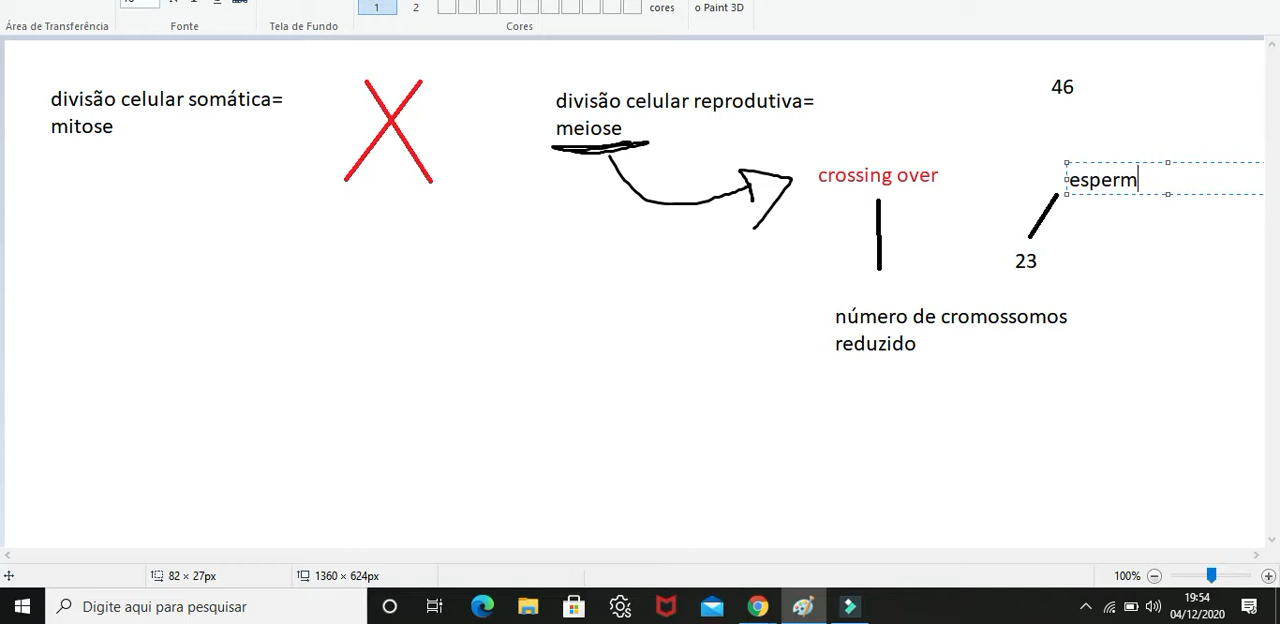 1
2
cores
o Paint 3D
Área de Transferência
Fonte
Tela de Fundo
Cores
divisão celular somática=
mitose
divisão celular reprodutiva=
meiose
46
crossing over
esperm
23
número de cromossomos
reduzido
82 × 27px
1360 × 624px
100%
Digite aqui para pesquisar
19:54
04/12/2020